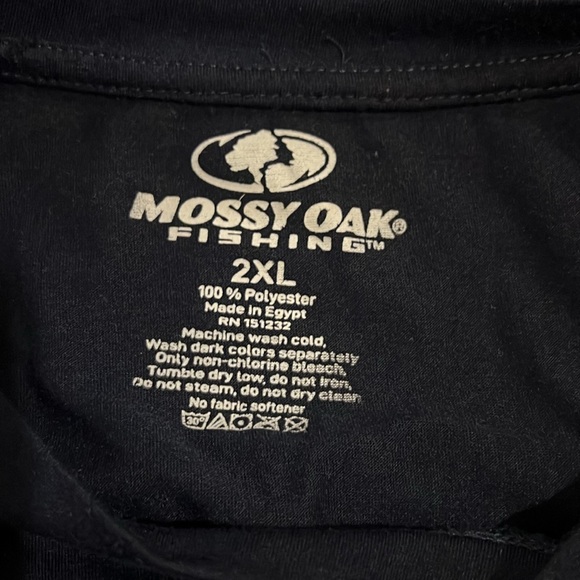 MOSSY OAK®
FISHING™
2XL
100 % Polyester
Made in Egypt
RN 151232
Machine wash cold,
Wash dark colors separately
Only non-chlorine bleach,
Tumble dry low, do not iron,
Do not steam, do not dry clean
No fabric softener
30°